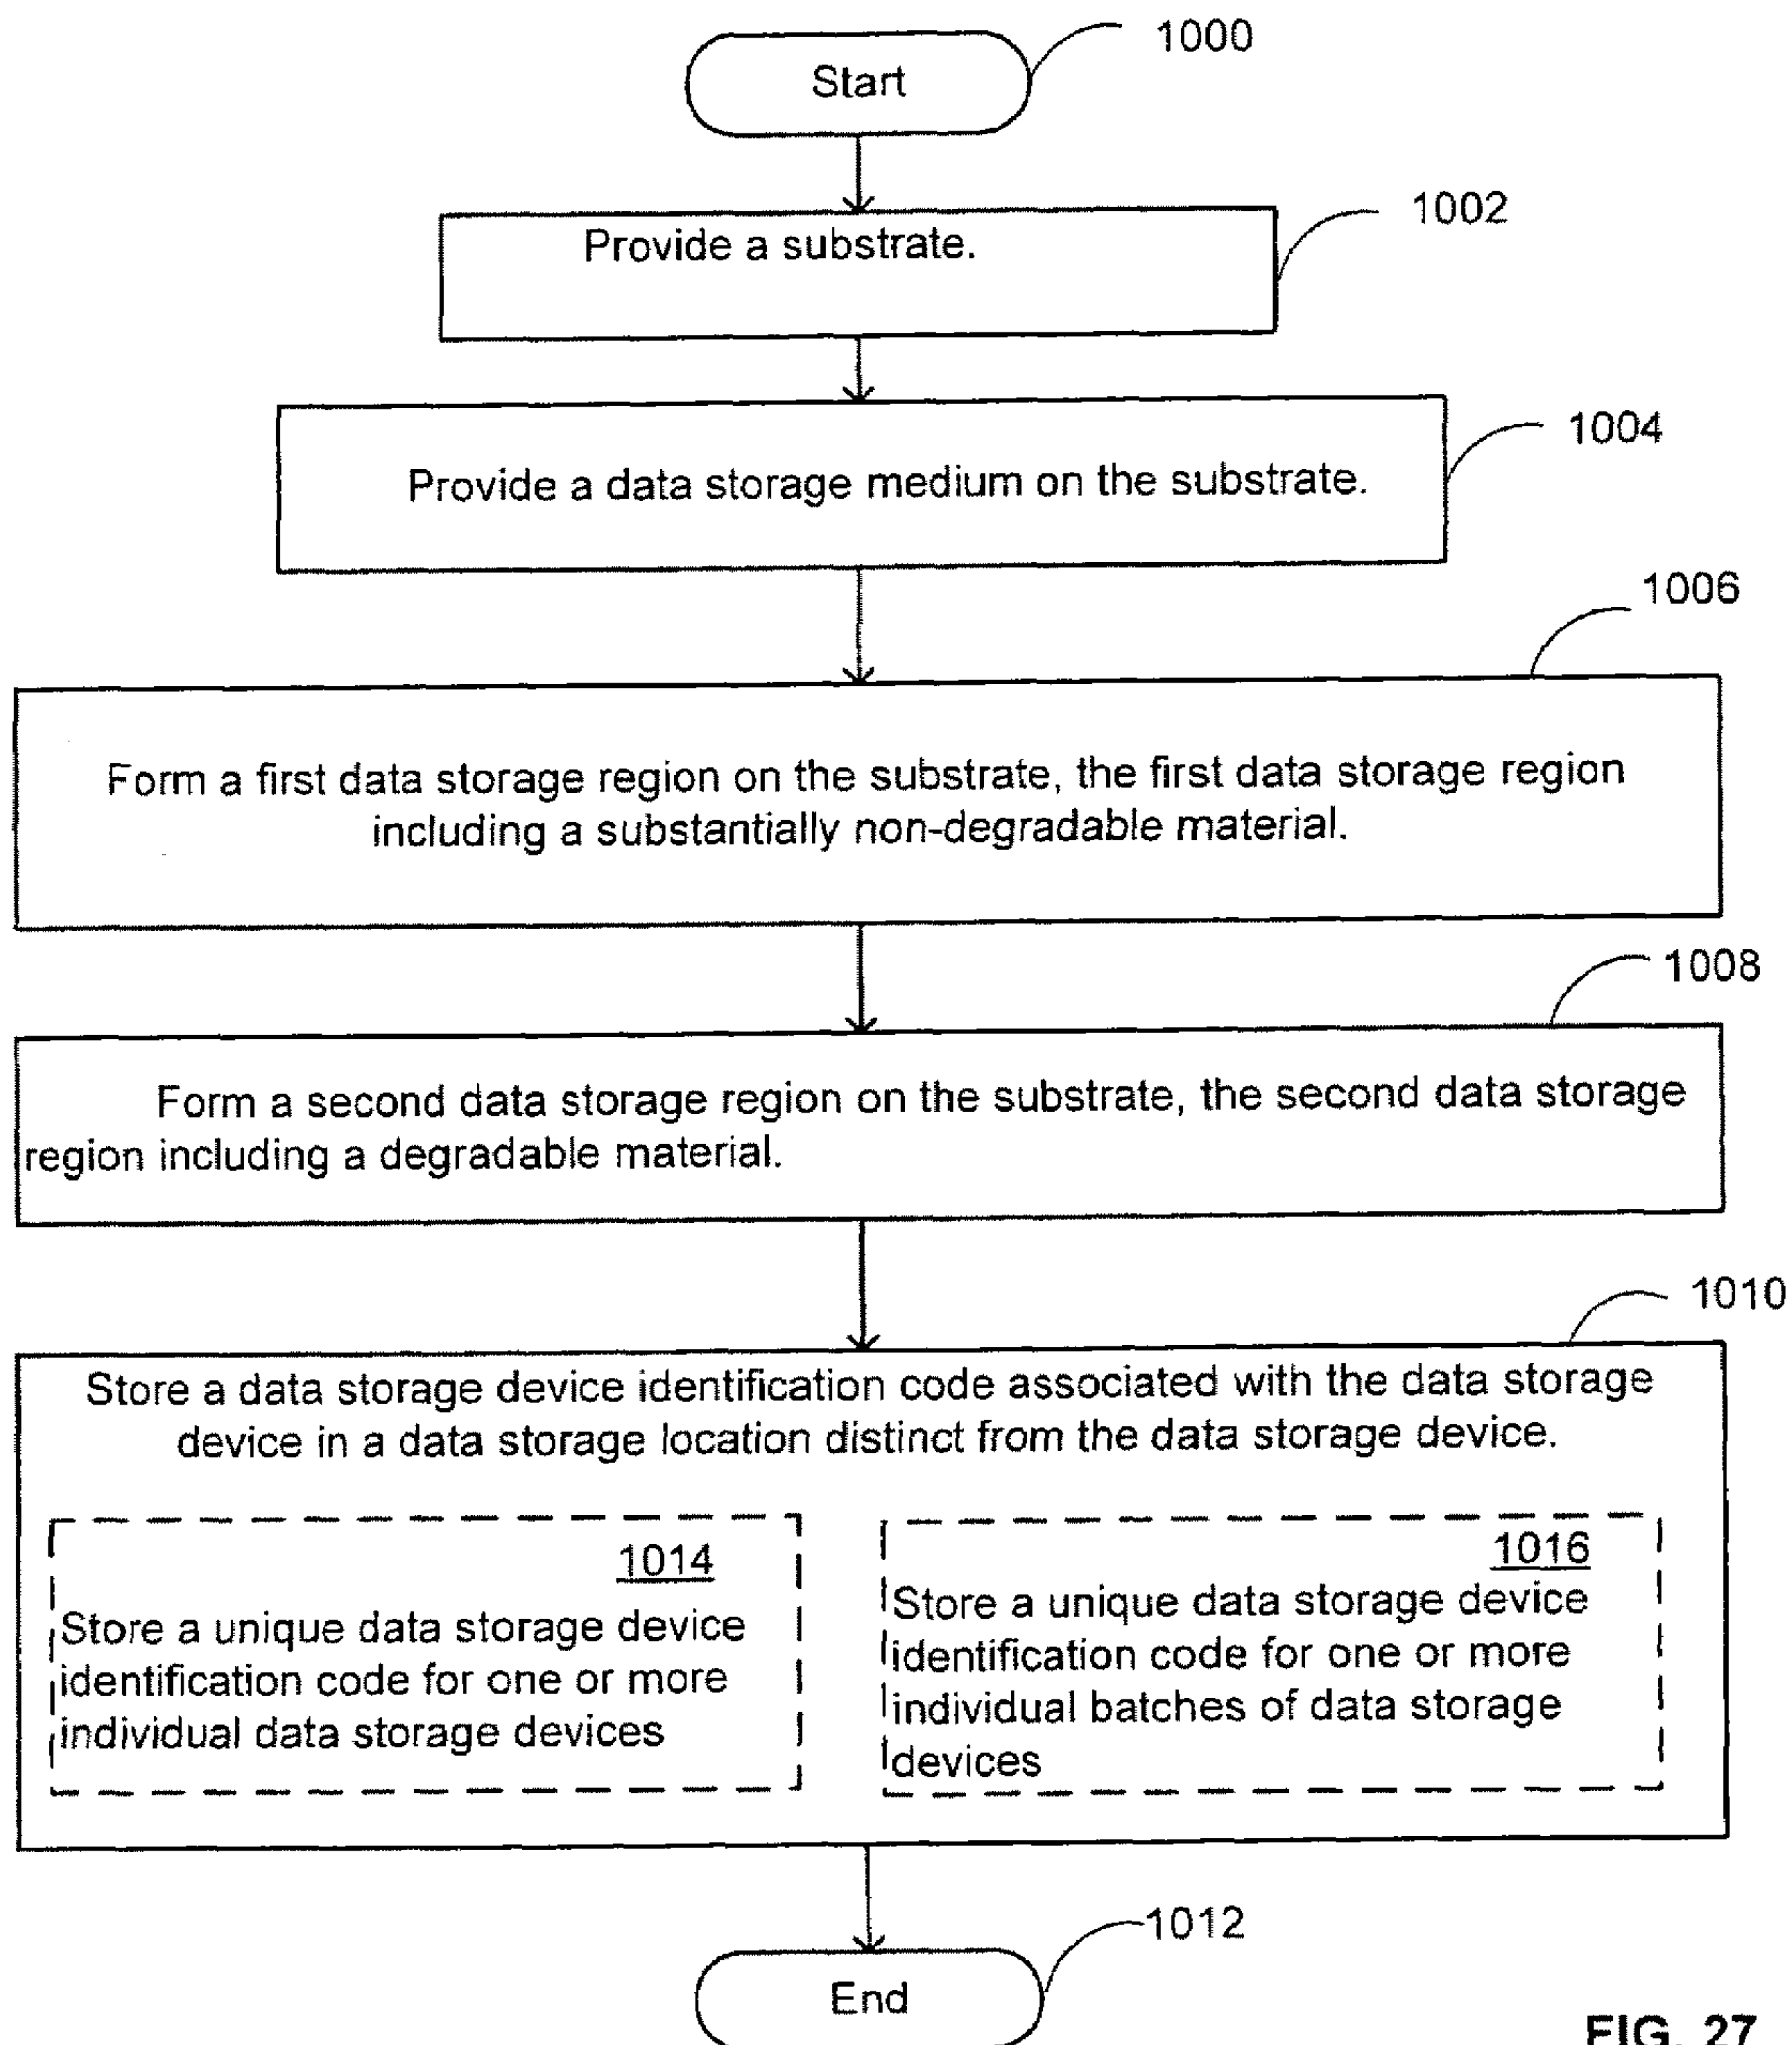 1000
Start
1002
Provide a substrate.
1004
Provide a data storage medium on the substrate.
1006
Form a first data storage region on the substrate, the first data storage region
including a substantially non-degradable material.
1008
Form a second data storage region on the substrate, the second data storage
region including a degradable material.
1010
Store a data storage device identification code associated with the data storage
device in a data storage location distinct from the data storage device.
1014
Store a unique data storage device
identification code for one or more
individual data storage devices
1016
Store a unique data storage device
identification code for one or more
individual batches of data storage
devices
1012
End
FIG. 27